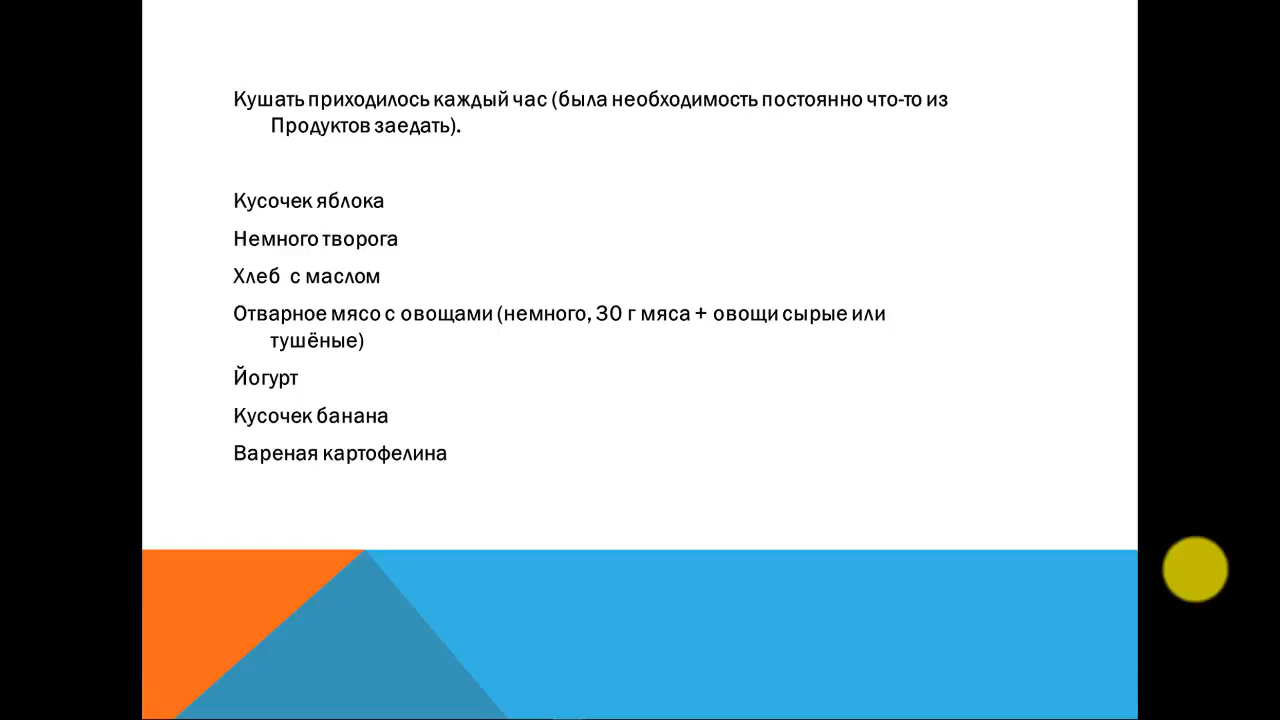 Кушать приходилось каждый час (была необходимость постоянно что-то из
Продуктов заедать).
Кусочек яблока
Немного творога
Хлеб с маслом
Отварное мясо с овощами (немного, 30 г мяса + овощи сырые или
тушёные)
Йогурт
Кусочек банана
Вареная картофелина